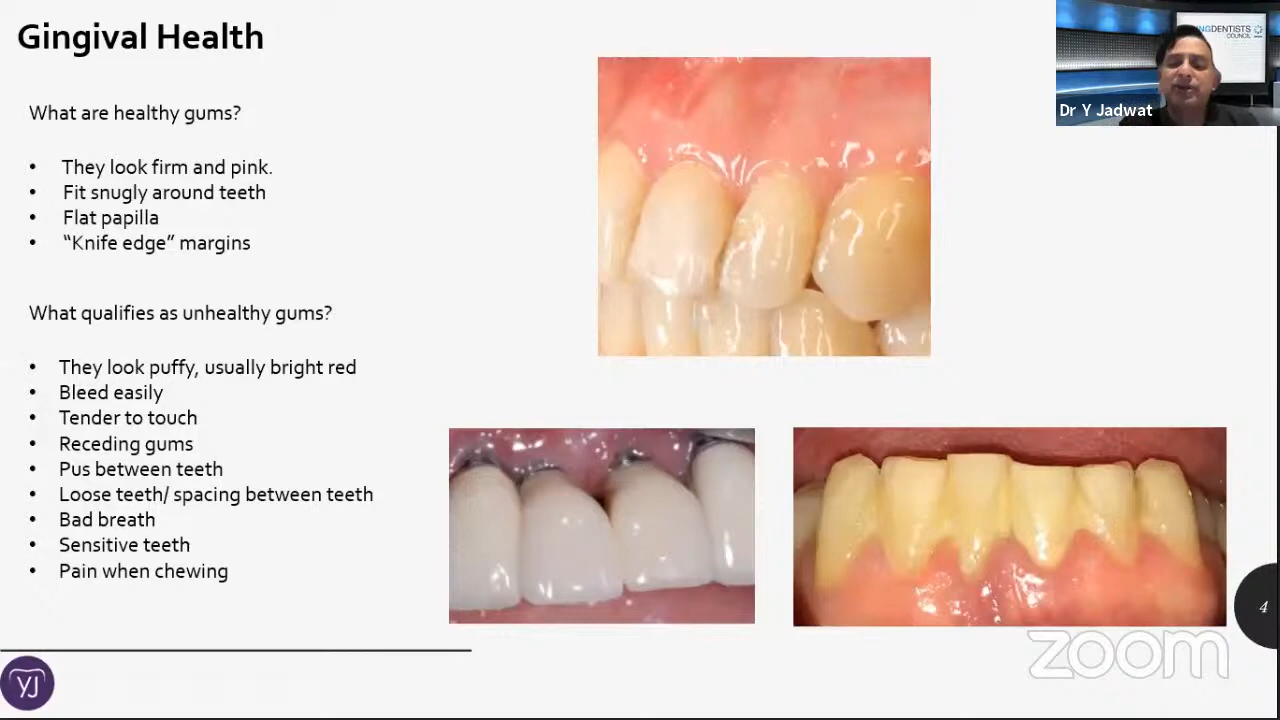 Gingival Health
What are healthy gums?
• They look firm and pink.
• Fit snugly around teeth
• Flat papilla
• “Knife edge” margins
What qualifies as unhealthy gums?
• They look puffy, usually bright red
• Bleed easily
• Tender to touch
• Receding gums
• Pus between teeth
• Loose teeth/ spacing between teeth
• Bad breath
• Sensitive teeth
• Pain when chewing
DENTISTS
COUNCIL
Dr Y Jadwat
4
zoom
YJ